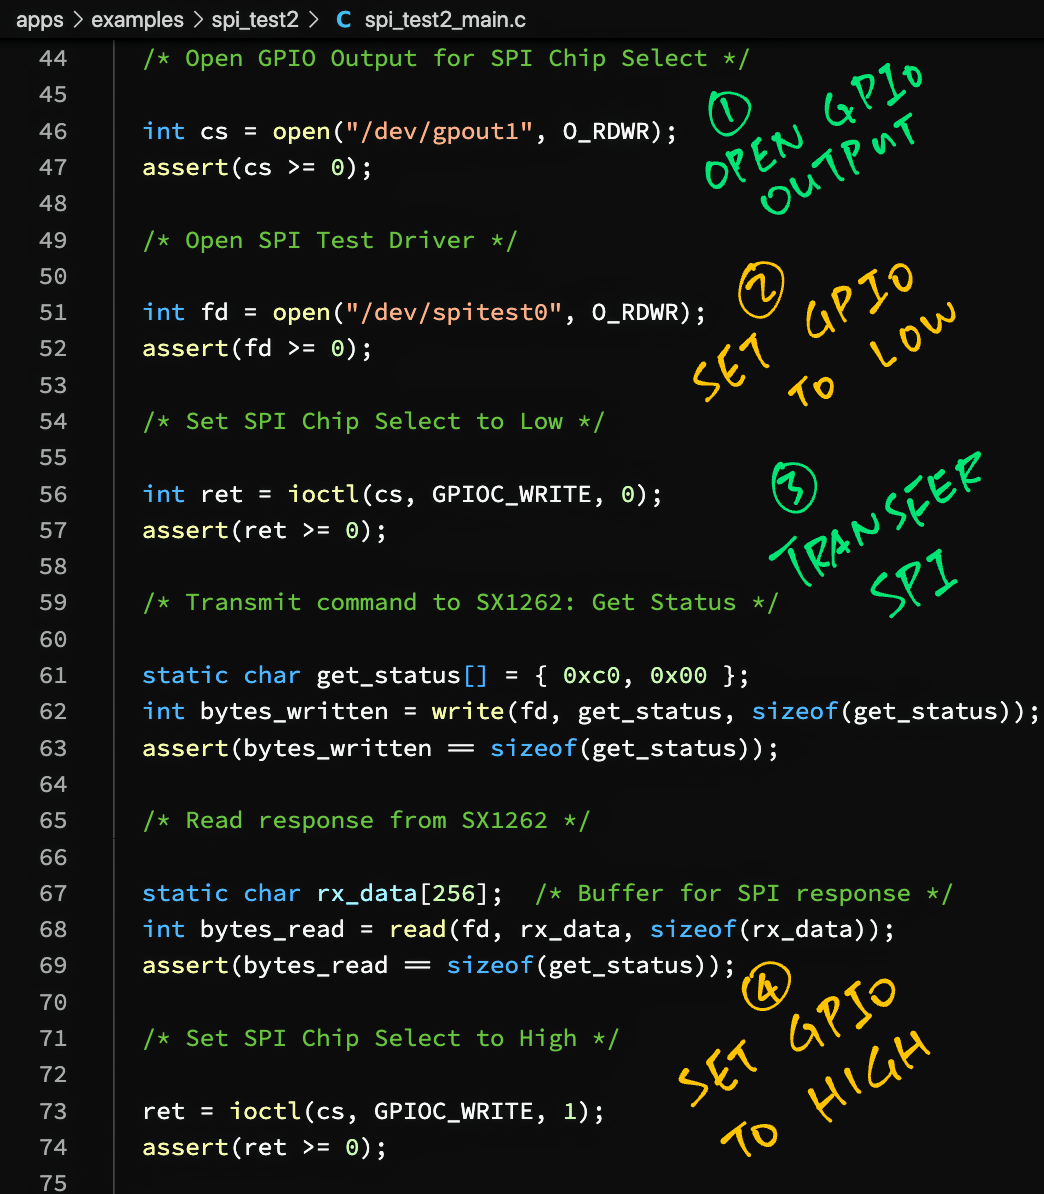 apps > examples > spi_test2 > C spi_test2_main.c
44 /* Open GPIO Output for SPI Chip Select */
45
46 int cs = open("/dev/gpout1", O_RDWR);
47 assert(cs >= 0);
48
49 /* Open SPI Test Driver */
50
51 int fd = open("/dev/spitest0", O_RDWR);
52 assert(fd >= 0);
53
54 /* Set SPI Chip Select to Low */
55
56 int ret = ioctl(cs, GPIOC_WRITE, 0);
57 assert(ret >= 0);
58
59 /* Transmit command to SX1262: Get Status */
60
61 static char get_status[] = { 0xc0, 0x00 };
62 int bytes_written = write(fd, get_status, sizeof(get_status));
63 assert(bytes_written == sizeof(get_status));
64
65 /* Read response from SX1262 */
66
67 static char rx_data[256]; /* Buffer for SPI response */
68 int bytes_read = read(fd, rx_data, sizeof(rx_data));
69 assert(bytes_read == sizeof(get_status));
70
71 /* Set SPI Chip Select to High */
72
73 ret = ioctl(cs, GPIOC_WRITE, 1);
74 assert(ret >= 0);
75
1
OPEN GPIO
OUTPUT
2
SET GPIO
TO LOW
3
TRANSFER
SPI
4
SET GPIO
TO HIGH